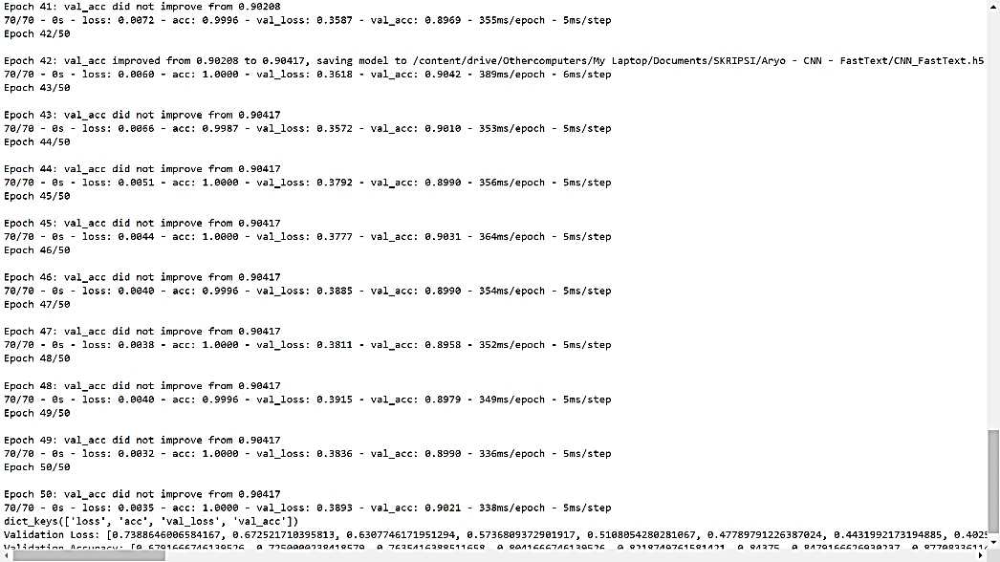 Epoch 41: val_acc did not improve from 0.90208
70/70 - 0s - loss: 0.0072 - acc: 0.9996 - val_loss: 0.3587 - val_acc: 0.8969 - 355ms/epoch - 5ms/step
Epoch 42/50
Epoch 42: val_acc improved from 0.90208 to 0.90417, saving model to /content/drive/Othercomputers/My Laptop/Documents/SKRIPSI/Aryo - CNN - FastText/CNN_FastText.h5
70/70 - 0s - loss: 0.0060 - acc: 1.0000 - val_loss: 0.3618 - val_acc: 0.9042 - 389ms/epoch - 6ms/step
Epoch 43/50
Epoch 43: val_acc did not improve from 0.90417
70/70 - 0s - loss: 0.0066 - acc: 0.9987 - val_loss: 0.3572 - val_acc: 0.9010 - 353ms/epoch - 5ms/step
Epoch 44/50
Epoch 44: val_acc did not improve from 0.90417
70/70 - 0s - loss: 0.0051 - acc: 1.0000 - val_loss: 0.3792 - val_acc: 0.8990 - 356ms/epoch - 5ms/step
Epoch 45/50
Epoch 45: val_acc did not improve from 0.90417
70/70 - 0s - loss: 0.0044 - acc: 1.0000 - val_loss: 0.3777 - val_acc: 0.9031 - 364ms/epoch - 5ms/step
Epoch 46/50
Epoch 46: val_acc did not improve from 0.90417
70/70 - 0s - loss: 0.0040 - acc: 0.9996 - val_loss: 0.3885 - val_acc: 0.8990 - 354ms/epoch - 5ms/step
Epoch 47/50
Epoch 47: val_acc did not improve from 0.90417
70/70 - 0s - loss: 0.0038 - acc: 1.0000 - val_loss: 0.3811 - val_acc: 0.8958 - 352ms/epoch - 5ms/step
Epoch 48/50
Epoch 48: val_acc did not improve from 0.90417
70/70 - 0s - loss: 0.0040 - acc: 0.9996 - val_loss: 0.3915 - val_acc: 0.8979 - 349ms/epoch - 5ms/step
Epoch 49/50
Epoch 49: val_acc did not improve from 0.90417
70/70 - 0s - loss: 0.0032 - acc: 1.0000 - val_loss: 0.3836 - val_acc: 0.8990 - 336ms/epoch - 5ms/step
Epoch 50/50
Epoch 50: val_acc did not improve from 0.90417
70/70 - 0s - loss: 0.0035 - acc: 1.0000 - val_loss: 0.3893 - val_acc: 0.9021 - 338ms/epoch - 5ms/step
dict_keys(['loss', 'acc', 'val_loss', 'val_acc'])
Validation Loss: [0.7388646006584167, 0.672521710395813, 0.6307746171951294, 0.5736809372901917, 0.5108054280281067, 0.47789791226387024, 0.4431992173194885, 0.4025
Validation Accuracy: [0.6791666746139526, 0.7250000238418579, 0.7635416388511658, 0.8041666746139526, 0.8218749761581421, 0.84375, 0.8479166626930237,